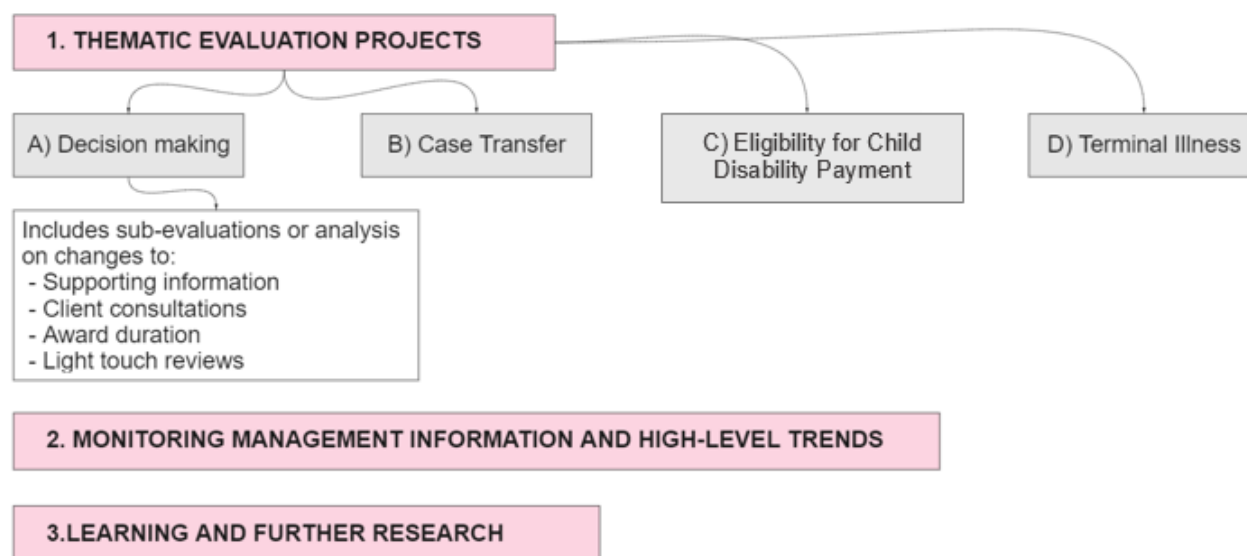 1. THEMATIC EVALUATION PROJECTS
A) Decision making
B) Case Transfer
C) Eligibility for Child
Disability Payment
D) Terminal Illness
Includes sub-evaluations or analysis
on changes to:
- Supporting information
- Client consultations
- Award duration
- Light touch reviews
2. MONITORING MANAGEMENT INFORMATION AND HIGH-LEVEL TRENDS
3.LEARNING AND FURTHER RESEARCH